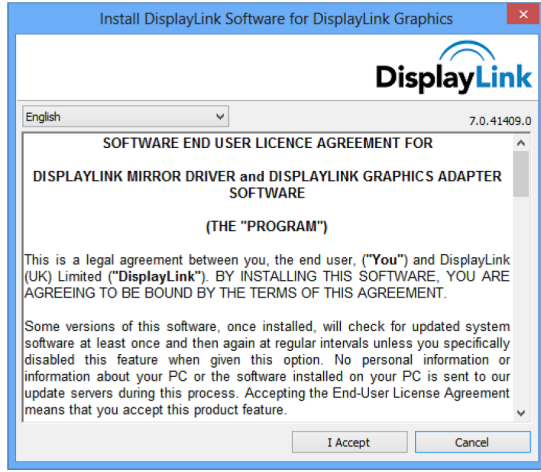 Install DisplayLink Software for DisplayLink Graphics
DisplayLink
English
7.0.41409.0
SOFTWARE END USER LICENCE AGREEMENT FOR
DISPLAYLINK MIRROR DRIVER and DISPLAYLINK GRAPHICS ADAPTER
SOFTWARE
(THE "PROGRAM")
This is a legal agreement between you, the end user, ("You") and DisplayLink
(UK) Limited ("DisplayLink"). BY INSTALLING THIS SOFTWARE, YOU ARE
AGREEING TO BE BOUND BY THE TERMS OF THIS AGREEMENT.
Some versions of this software, once installed, will check for updated system
software at least once and then again at regular intervals unless you specifically
disabled this feature when given this option. No personal information or
information about your PC or the software installed on your PC is sent to our
update servers during this process. Accepting the End-User License Agreement
means that you accept this product feature.
I Accept
Cancel